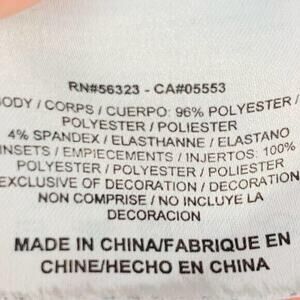 RN#56323 - CA#05553
BODY / CORPS / CUERPO: 96% POLYESTER /
POLYESTER / POLIESTER
4% SPANDEX / ELASTHANNE / ELASTANO
INSETS / EMPIECEMENTS / INJERTOS: 100%
POLYESTER / POLYESTER / POLIESTER
EXCLUSIVE OF DECORATION / DECORATION
NON COMPRISE / NO INCLUYE LA
DECORACION
MADE IN CHINA/FABRIQUE EN
CHINE/HECHO EN CHINA